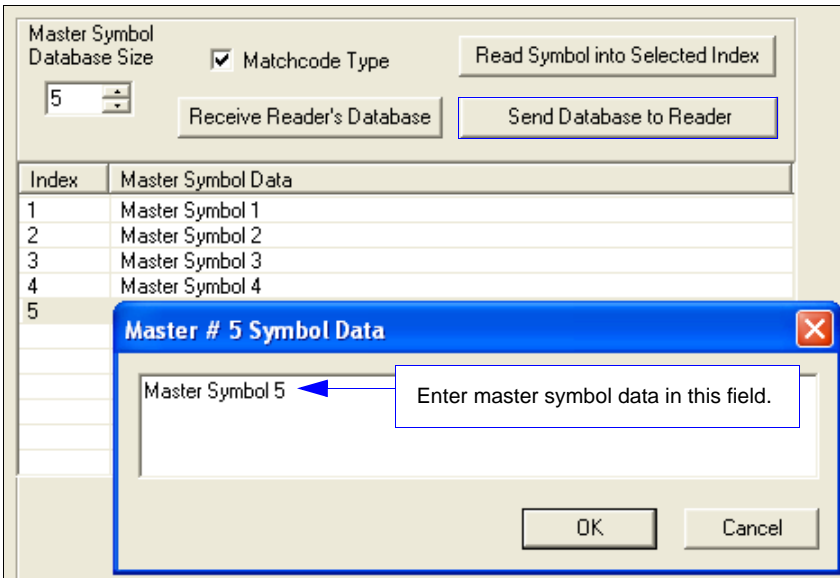 Master Symbol
Database Size
Matchcode Type
Read Symbol into Selected Index
5
Receive Reader's Database
Send Database to Reader
Index Master Symbol Data
1 Master Symbol 1
2 Master Symbol 2
3 Master Symbol 3
4 Master Symbol 4
5
Master # 5 Symbol Data
Master Symbol 5
Enter master symbol data in this field.
OK Cancel